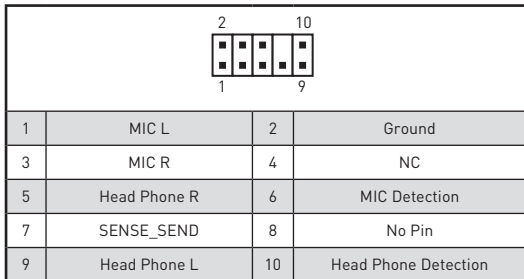 2 10
1 9
1 MIC L 2 Ground
3 MIC R 4 NC
5 Head Phone R 6 MIC Detection
7 SENSE_SEND 8 No Pin
9 Head Phone L 10 Head Phone Detection